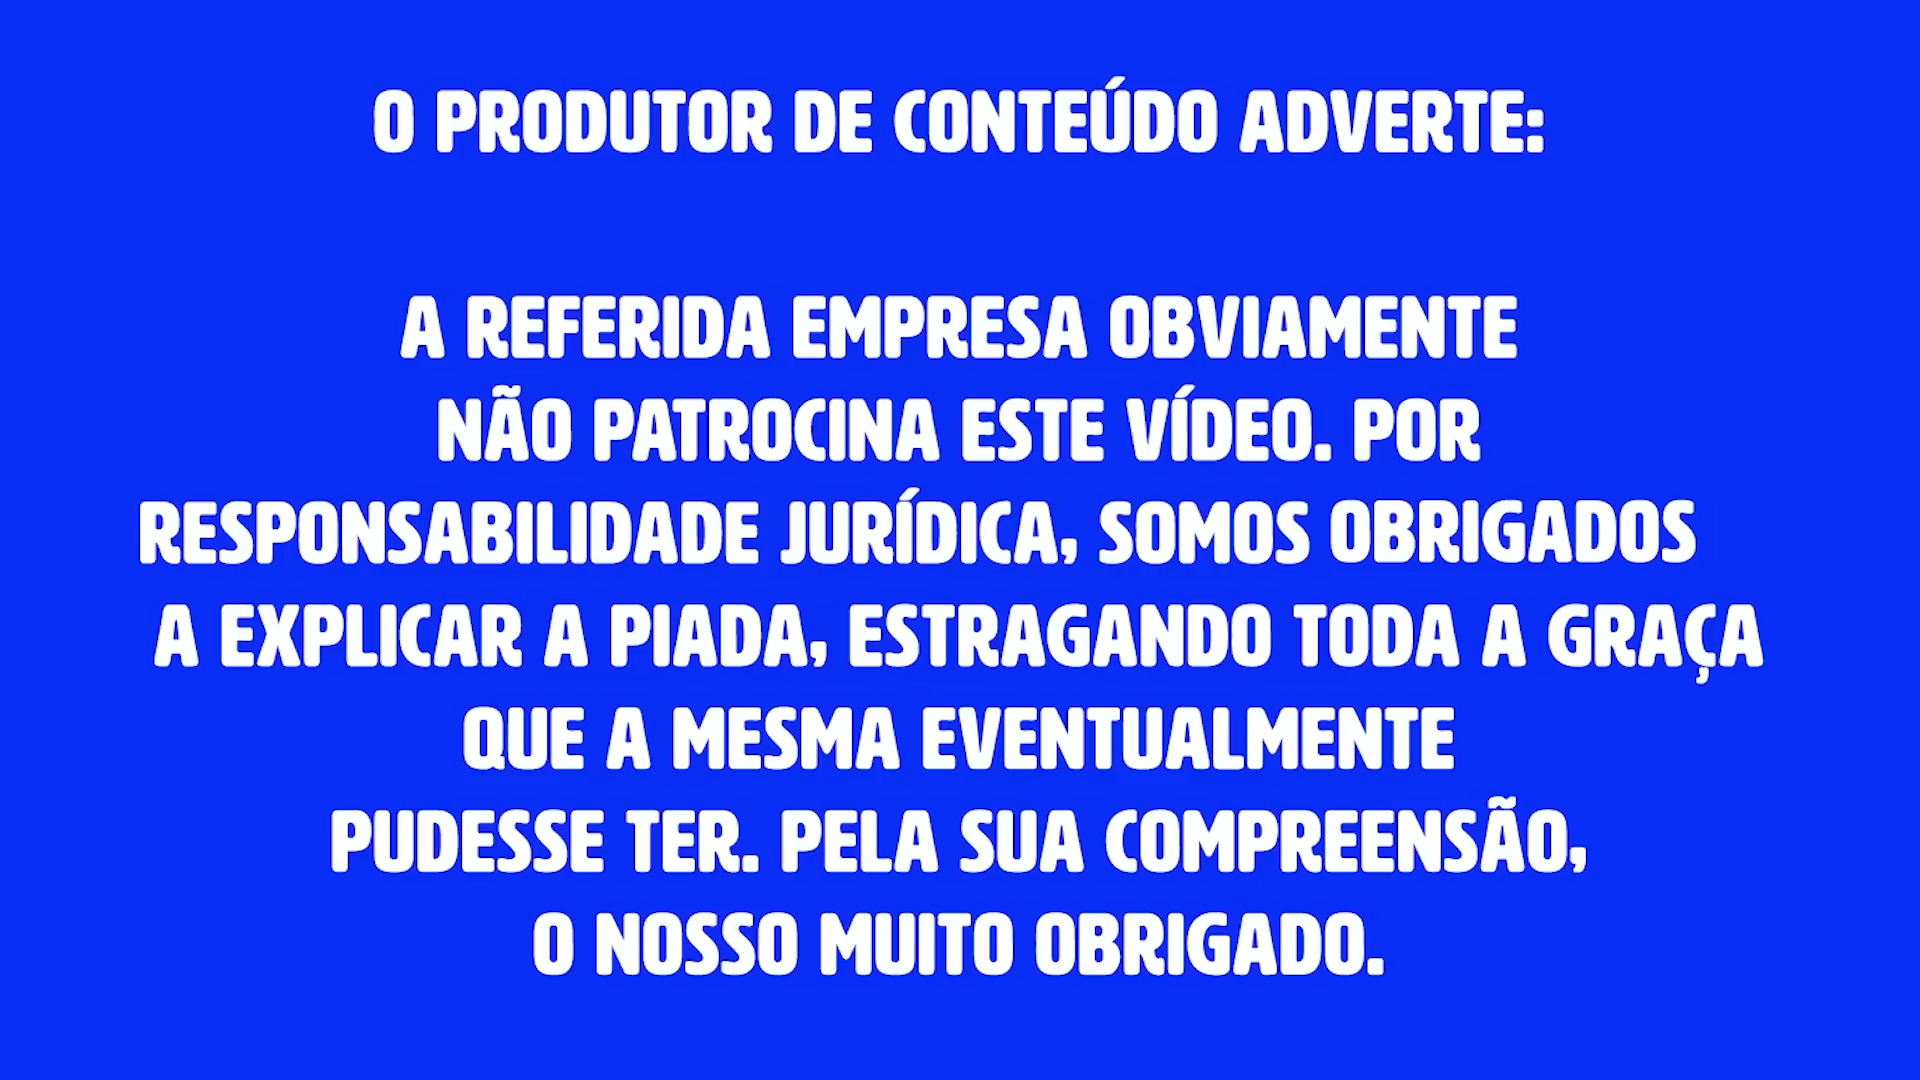 O PRODUTOR DE CONTEÚDO ADVERTE:
A REFERIDA EMPRESA OBVIAMENTE
NÃO PATROCINA ESTE VÍDEO. POR
RESPONSABILIDADE JURÍDICA, SOMOS OBRIGADOS
A EXPLICAR A PIADA, ESTRAGANDO TODA A GRAÇA
QUE A MESMA EVENTUALMENTE
PUDESSE TER. PELA SUA COMPREENSÃO,
O NOSSO MUITO OBRIGADO.